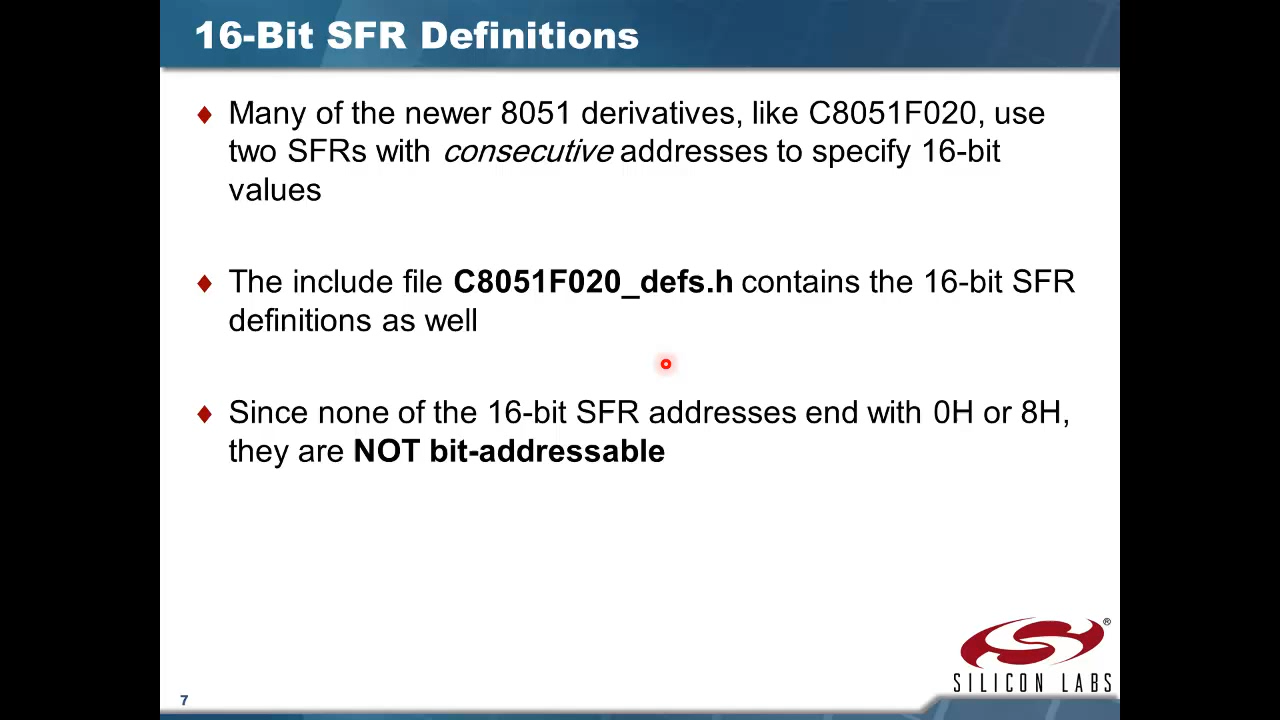 16-Bit SFR Definitions
Many of the newer 8051 derivatives, like C8051F020, use
two SFRs with consecutive addresses to specify 16-bit
values
The include file C8051F020_defs.h contains the 16-bit SFR
definitions as well
Since none of the 16-bit SFR addresses end with 0H or 8H,
they are NOT bit-addressable
®
SILICON LABS
7